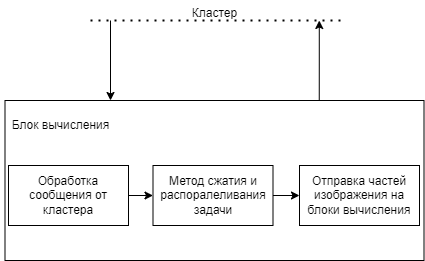 Кластер
Блок вычисления
Обработка
сообщения от
кластера
Метод сжатия и
распоралеливания
задачи
Отправка частей
изображения на
блоки вычисления